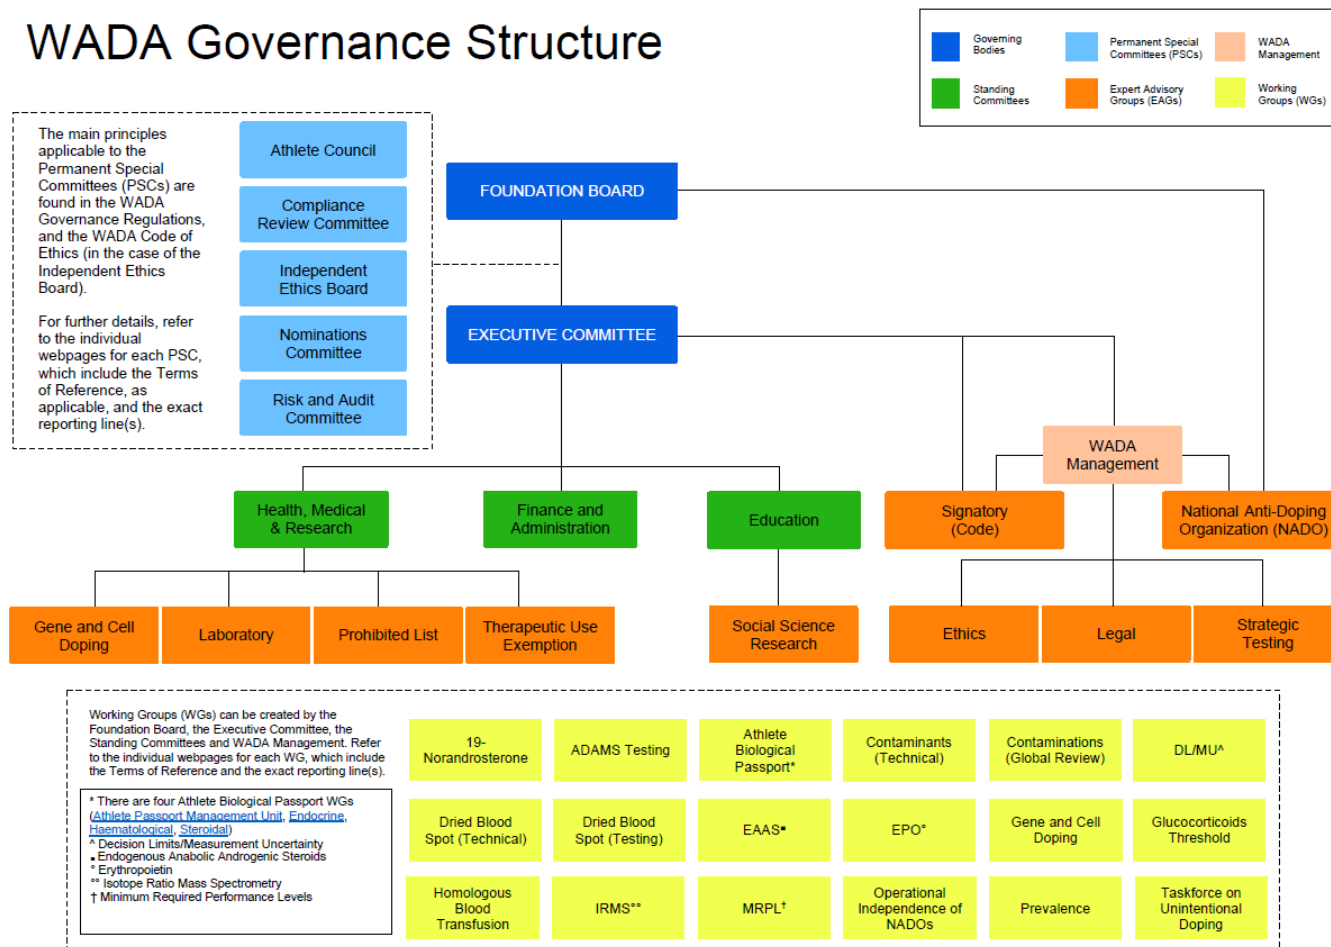 WADA Governance Structure
Governing
Bodies
Permanent Special
Committees (PSCs)
WADA
Management
Standing
Committees
Expert Advisory
Groups (EAGs)
Working
Groups (WGs)
The main principles
applicable to the
Permanent Special
Committees (PSCs) are
found in the WADA
Governance Regulations,
and the WADA Code of
Ethics (in the case of the
Independent Ethics
Board).
For further details, refer
to the individual
webpages for each PSC,
which include the Terms
of Reference, as
applicable, and the exact
reporting line(s).
Athlete Council
Compliance
Review Committee
Independent
Ethics Board
Nominations
Committee
Risk and Audit
Committee
FOUNDATION BOARD
EXECUTIVE COMMITTEE
WADA
Management
Health, Medical
& Research
Finance and
Administration
Education
Signatory
(Code)
National Anti-Doping
Organization (NADO)
Gene and Cell
Doping
Laboratory
Prohibited List
Therapeutic Use
Exemption
Social Science
Research
Ethics
Legal
Strategic
Testing
Working Groups (WGs) can be created by the
Foundation Board, the Executive Committee, the
Standing Committees and WADA Management. Refer
to the individual webpages for each WG, which include
the Terms of Reference and the exact reporting line(s).
* There are four Athlete Biological Passport WGs
(Athlete Passport Management Unit, Endocrine,
Haematological, Steroidal)
^ Decision Limits/Measurement Uncertainty
▪ Endogenous Anabolic Androgenic Steroids
° Erythropoietin
°° Isotope Ratio Mass Spectrometry
† Minimum Required Performance Levels
19-
Norandrosterone
ADAMS Testing
Athlete
Biological
Passport*
Contaminants
(Technical)
Contaminations
(Global Review)
DL/MU^
Dried Blood
Spot (Technical)
Dried Blood
Spot (Testing)
EAAS▪
EPO°
Gene and Cell
Doping
Glucocorticoids
Threshold
Homologous
Blood
Transfusion
IRMS°°
MRPL†
Operational
Independence of
NADOs
Prevalence
Taskforce on
Unintentional
Doping